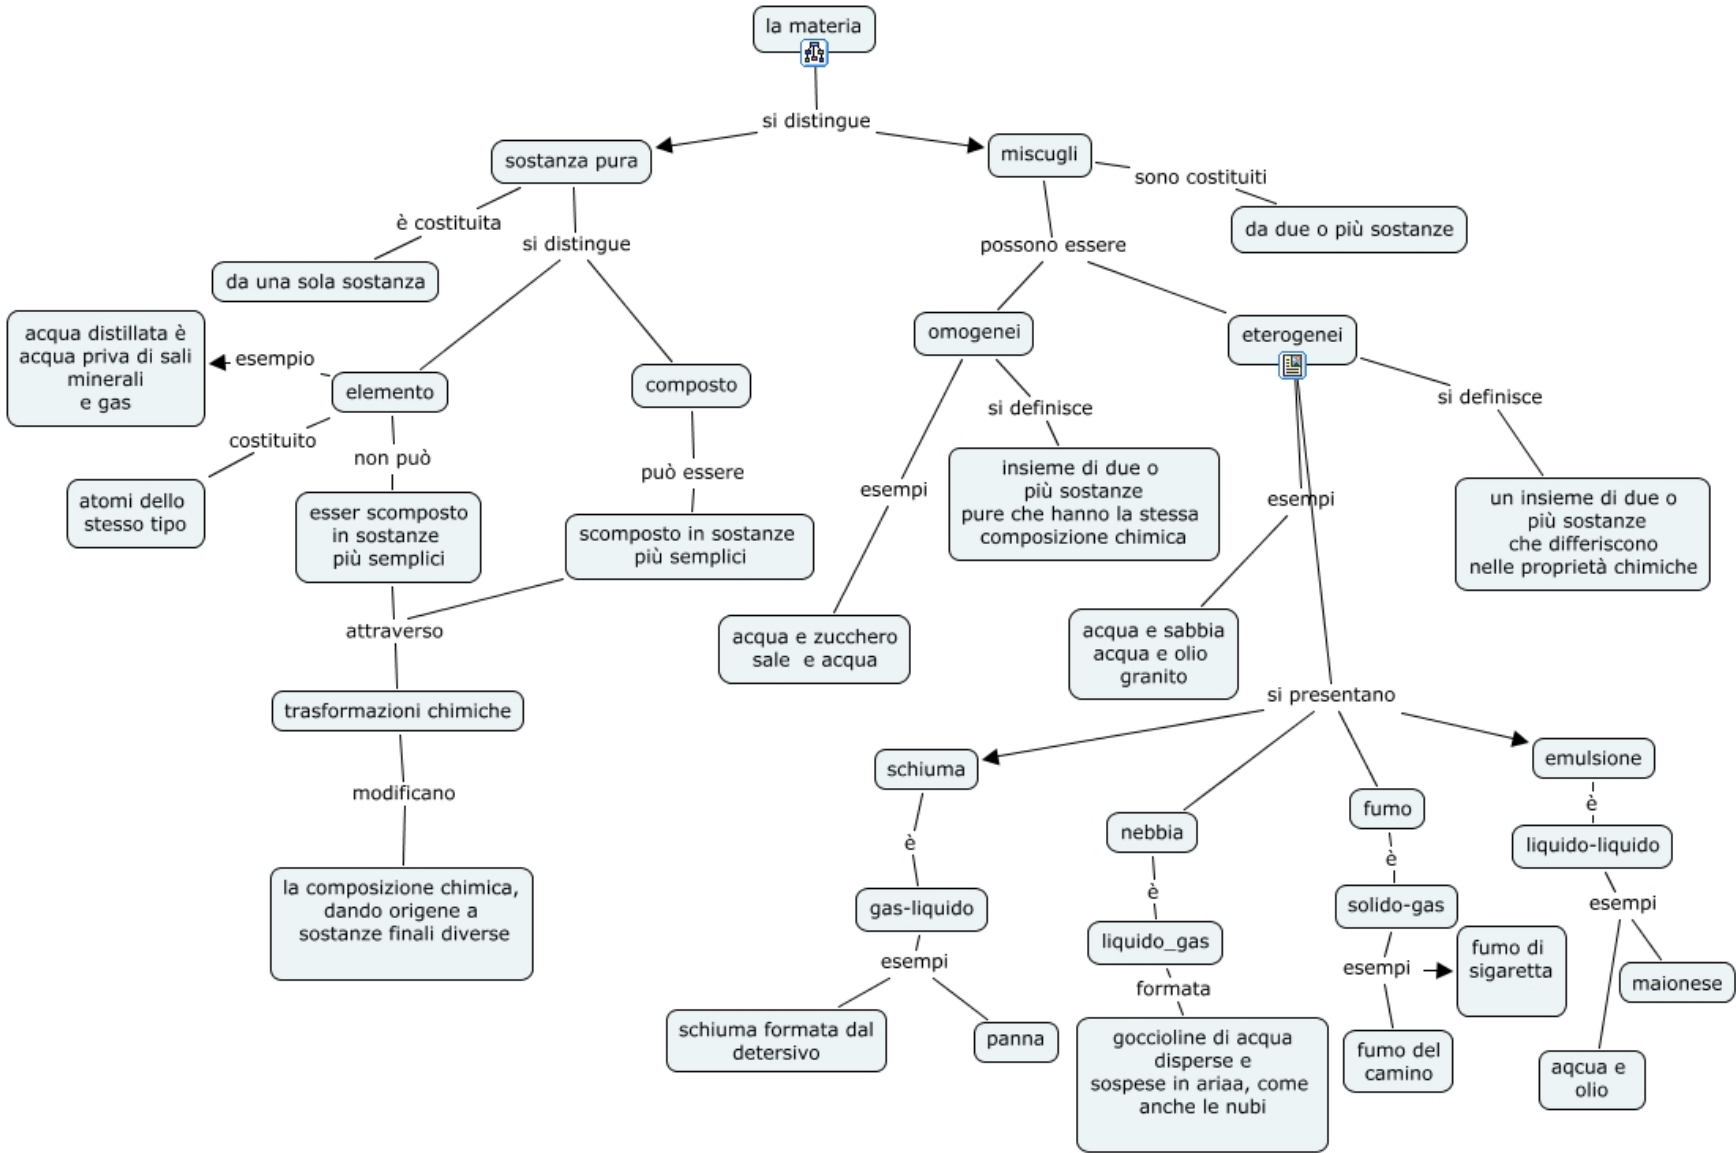 la materia
si distingue
sostanza pura
miscugli
sono costituiti
da due o più sostanze
è costituita
si distingue
possono essere
da una sola sostanza
acqua distillata è
acqua priva di sali
minerali
e gas
esempio
elemento
composto
omogenei
eterogenei
costituito
non può
può essere
si definisce
si definisce
atomi dello
stesso tipo
esser scomposto
in sostanze
più semplici
scomposto in sostanze
più semplici
esempi
insieme di due o
più sostanze
pure che hanno la stessa
composizione chimica
esempi
un insieme di due o
più sostanze
che differiscono
nelle proprietà chimiche
attraverso
acqua e zucchero
sale e acqua
acqua e sabbia
acqua e olio
granito
trasformazioni chimiche
si presentano
modificano
schiuma
nebbia
fumo
emulsione
è
è
è
è
la composizione chimica,
dando origene a
sostanze finali diverse
gas-liquido
liquido_gas
solido-gas
liquido-liquido
esempi
formata
esempi
fumo di
sigaretta
esempi
maionese
schiuma formata dal
detersivo
panna
goccioline di acqua
disperse e
sospese in ariaa, come
anche le nubi
fumo del
camino
aqcua e
olio